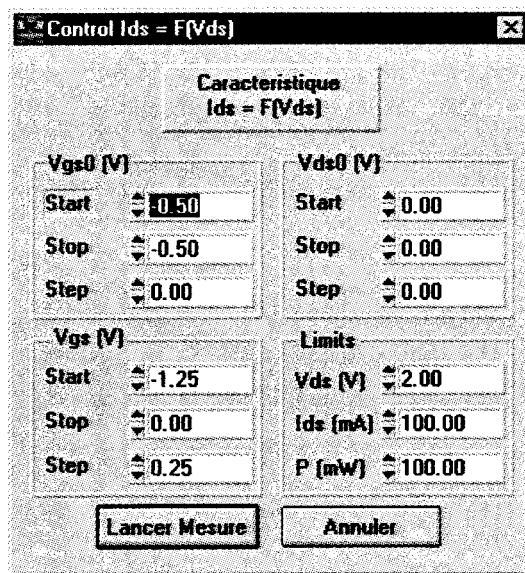 Control Ids = F(Vds)
Caracteristique
Ids = F(Vds)
Vgs0 (V)
Start -0.50
Stop -0.50
Step 0.00
Vds0 (V)
Start 0.00
Stop 0.00
Step 0.00
Vgs (V)
Start -1.25
Stop 0.00
Step 0.25
Limits
Vds (V) 2.00
Ids (mA) 100.00
P (mW) 100.00
Lancer Mesure
Annuler